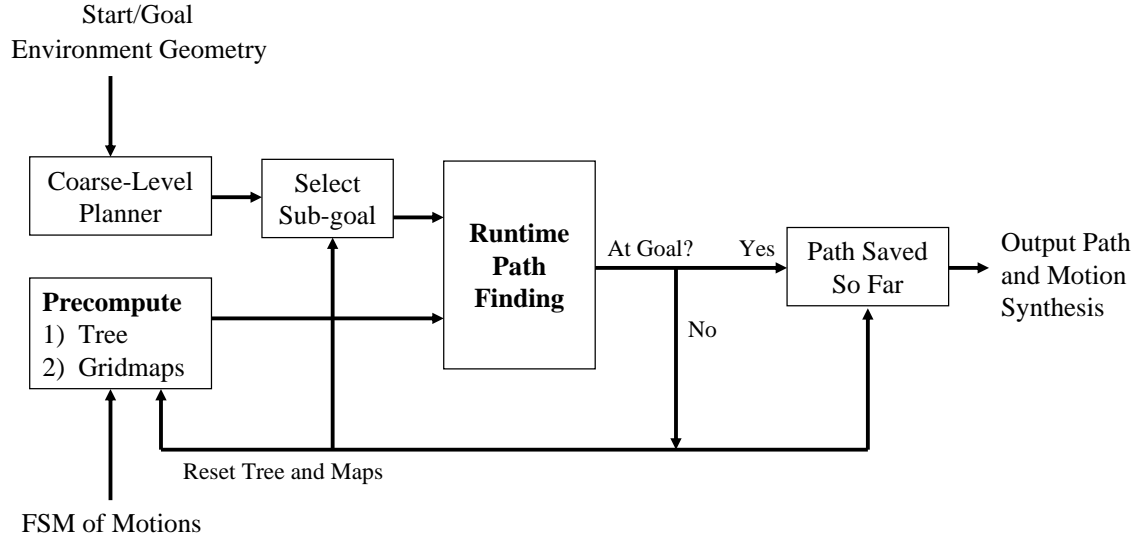 Start/Goal
Environment Geometry
Coarse-Level
Planner
Select
Sub-goal
Runtime
Path
Finding
At Goal?
Yes
No
Path Saved
So Far
Output Path
and Motion
Synthesis
Precompute
1) Tree
2) Gridmaps
Reset Tree and Maps
FSM of Motions